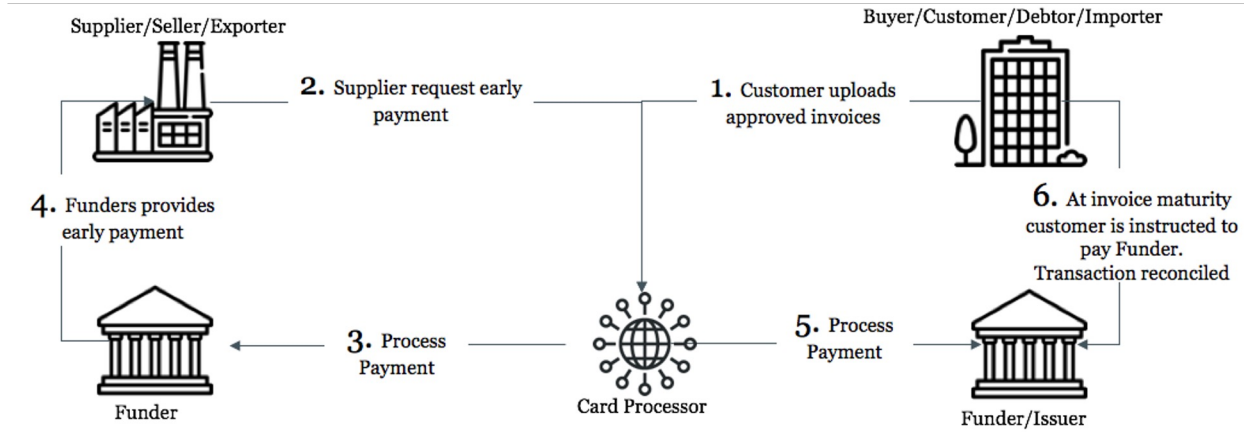 Supplier/Seller/Exporter
Buyer/Customer/Debtor/Importer
2. Supplier request early
payment
1. Customer uploads
approved invoices
4. Funders provides
early payment
6. At invoice maturity
customer is instructed to
pay Funder.
Transaction reconciled
3. Process
Payment
5. Process
Payment
Funder
Card Processor
Funder/Issuer